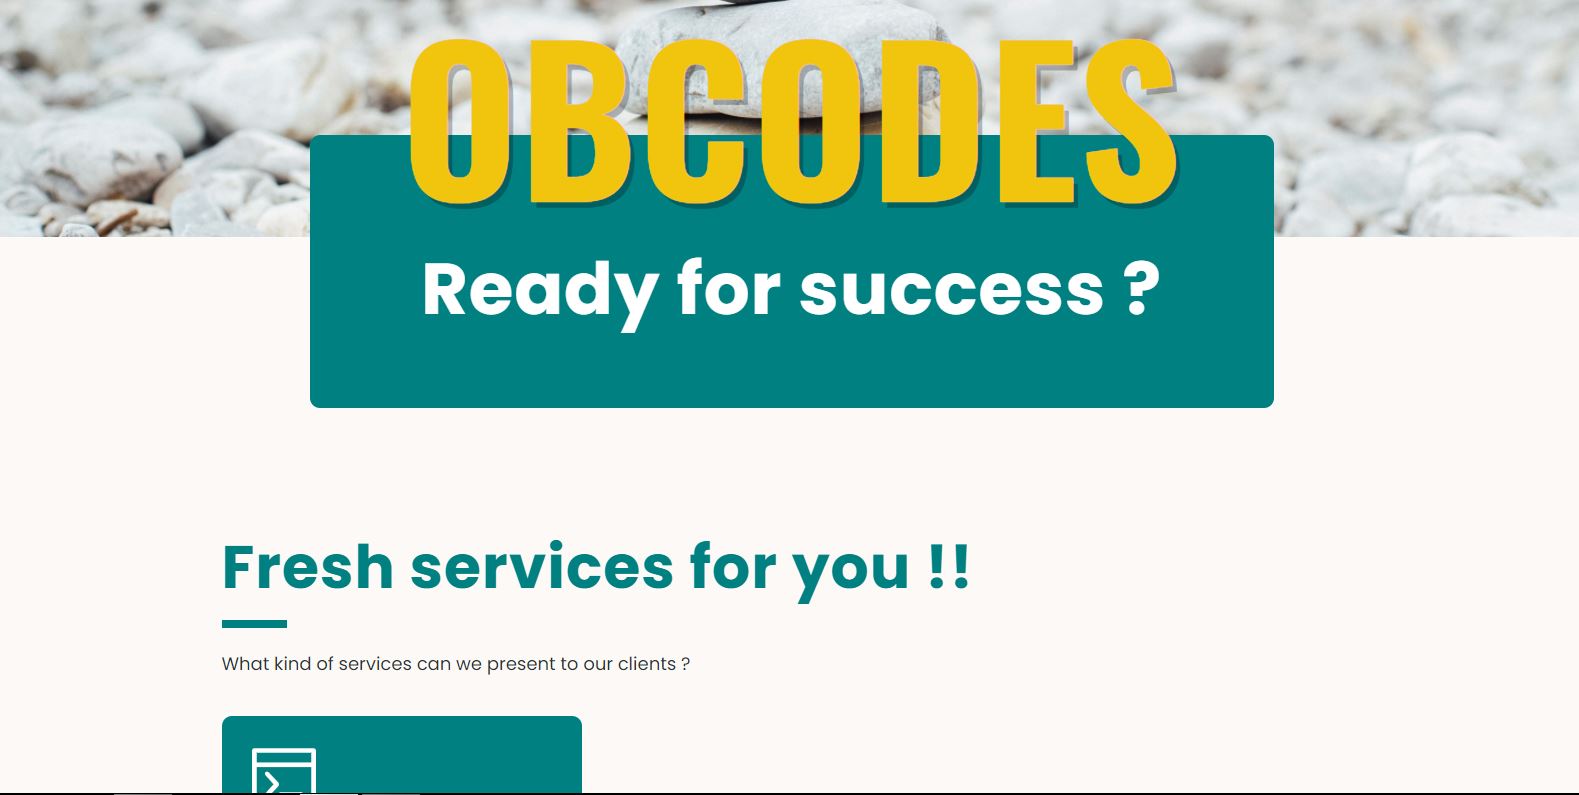 OBCODES
Ready for success ?
Fresh services for you !!
What kind of services can we present to our clients ?